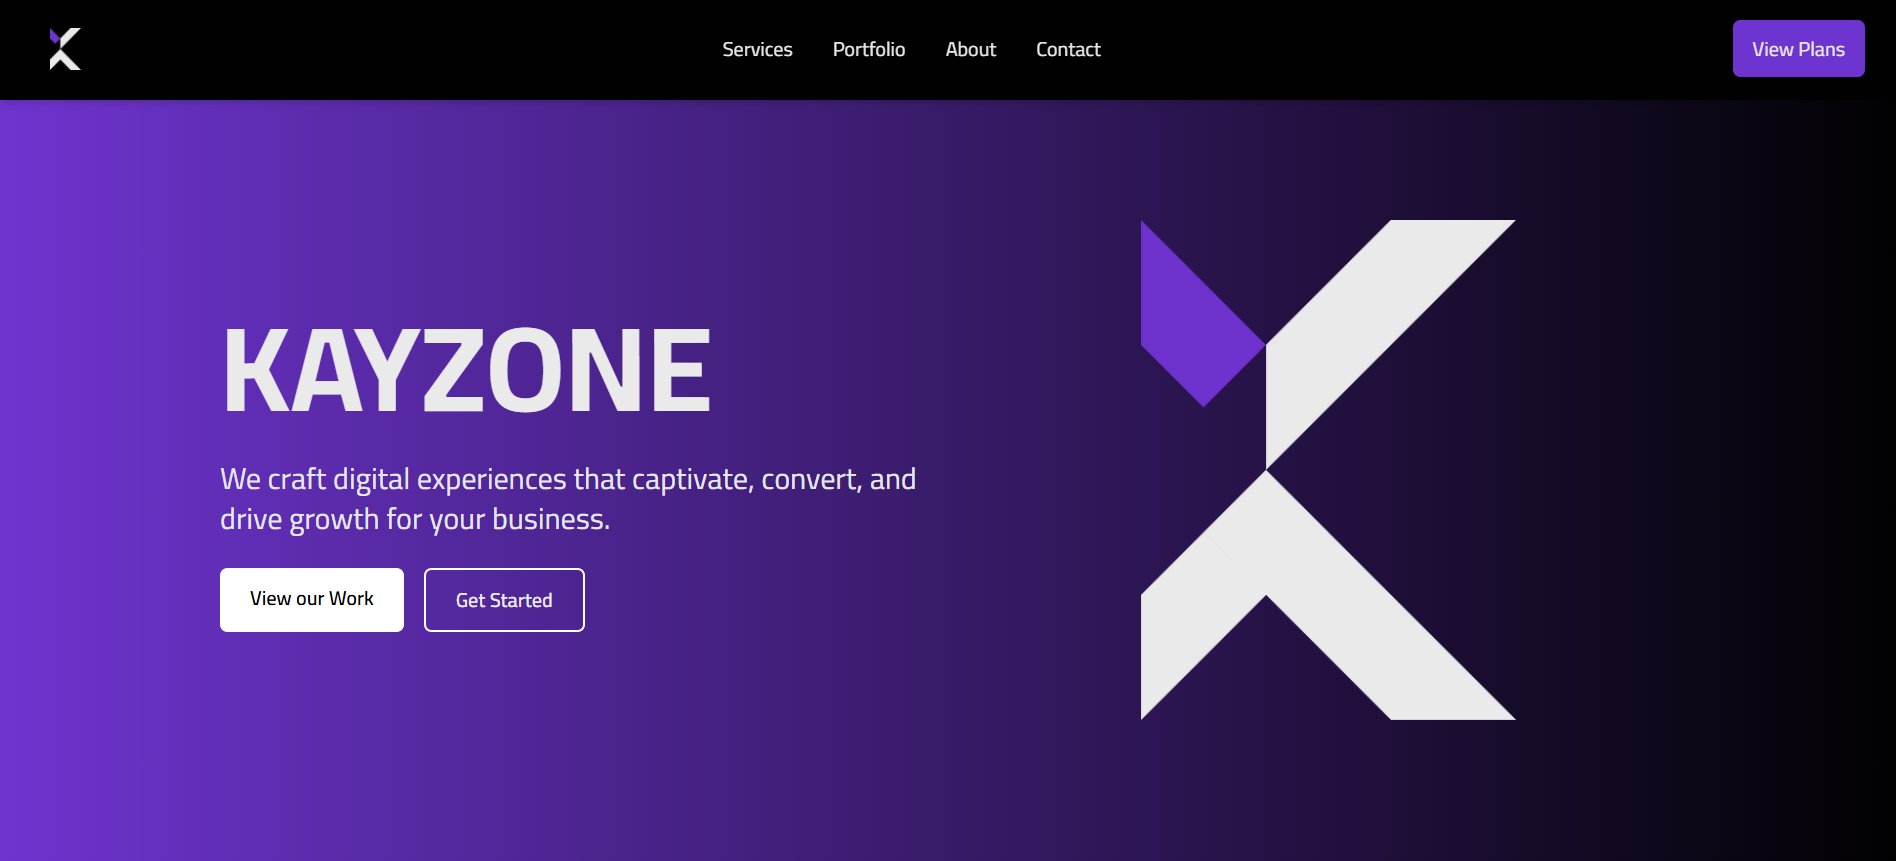 Services
Portfolio
About
Contact
View Plans
KAYZONE
We craft digital experiences that captivate, convert, and
drive growth for your business.
View our Work
Get Started